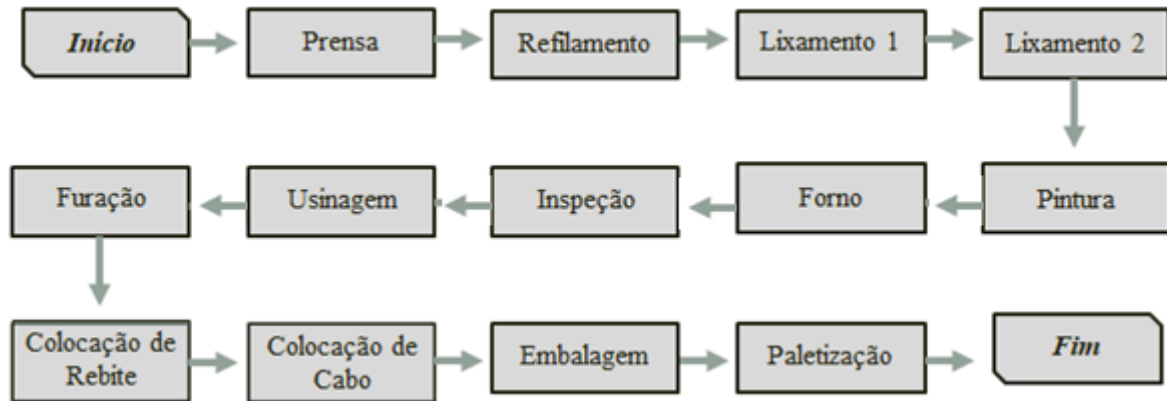 Início
Prensa
Refilamento
Lixamento 1
Lixamento 2
Pintura
Forno
Inspeção
Usinagem
Furação
Colocação de
Rebite
Colocação de
Cabo
Embalagem
Paletização
Fim